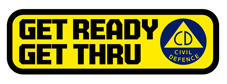 GET READY
GET THRU
CD
CIVIL
DEFENCE